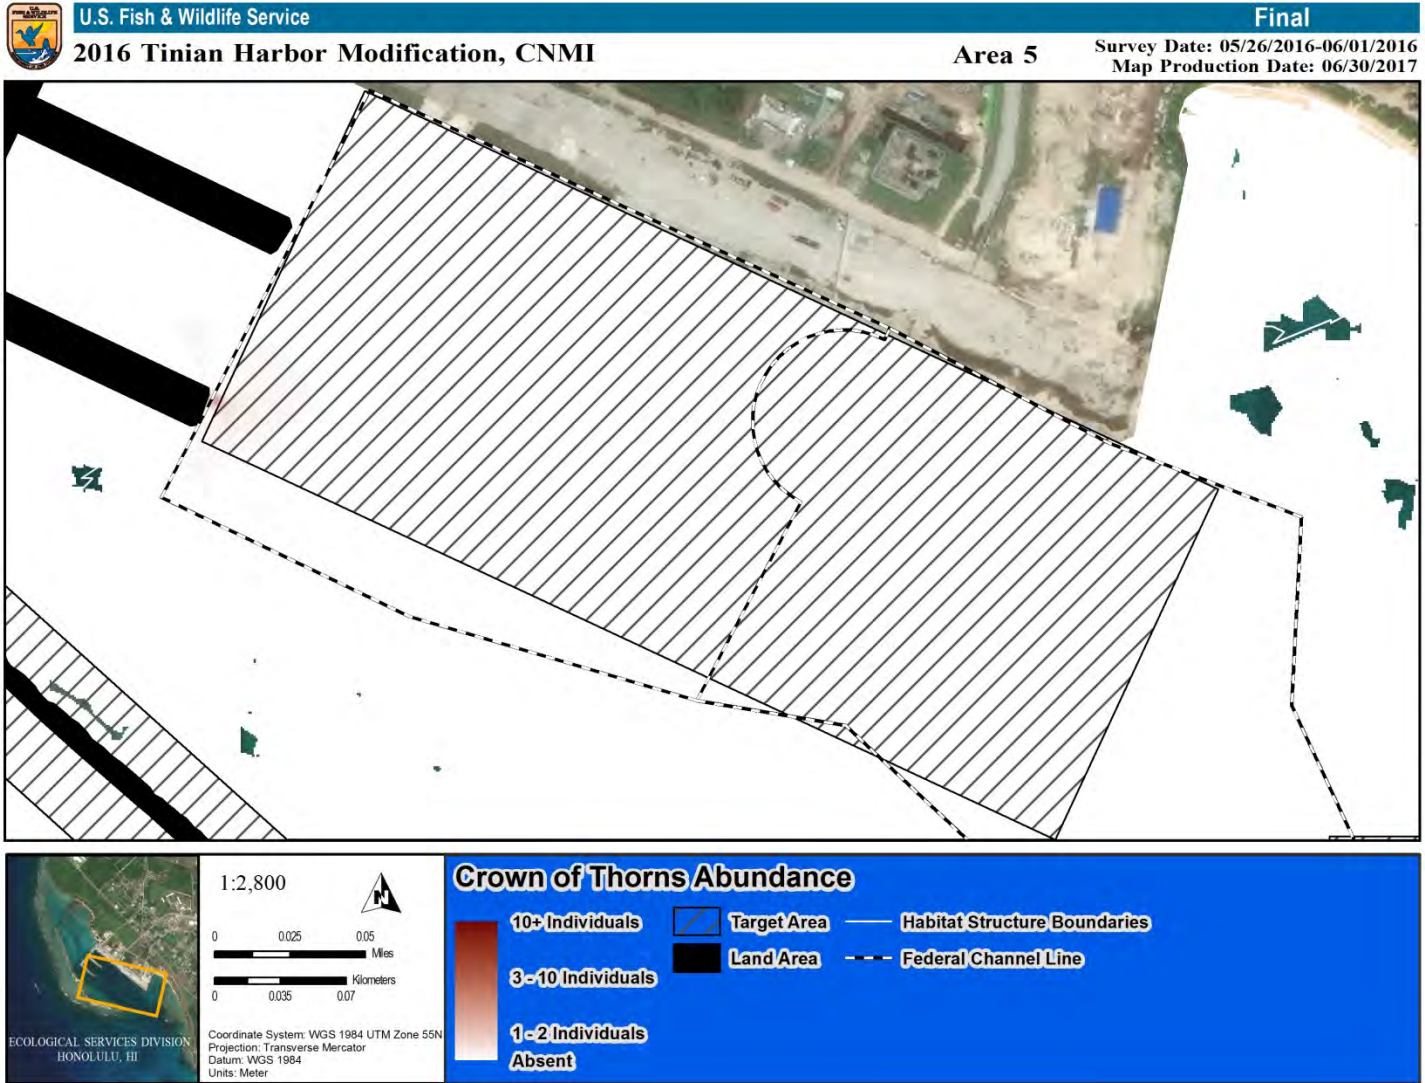 U.S. FISH & WILDLIFE SERVICE
U.S. Fish & Wildlife Service
Final
2016 Tinian Harbor Modification, CNMI
Area 5
Survey Date: 05/26/2016-06/01/2016
Map Production Date: 06/30/2017
ECOLOGICAL SERVICES DIVISION
HONOLULU, HI
1:2,800
N
0 0.025 0.05
Miles
Kilometers
0 0.035 0.07
Coordinate System: WGS 1984 UTM Zone 55N
Projection: Transverse Mercator
Datum: WGS 1984
Units: Meter
Crown of Thorns Abundance
10+ Individuals
3 - 10 Individuals
1 - 2 Individuals
Absent
Target Area
Land Area
Habitat Structure Boundaries
Federal Channel Line